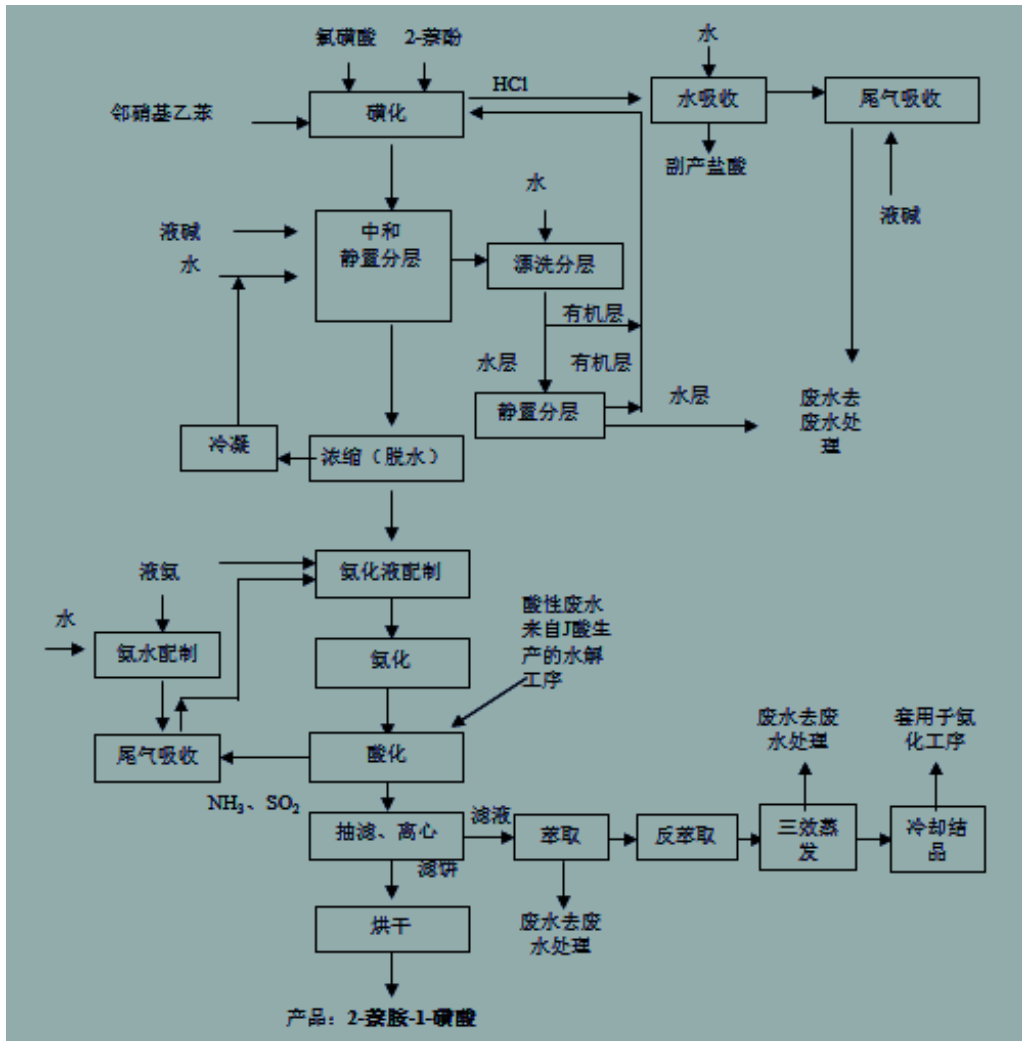 氯磺酸
2-萘酚
水
HCl
邻硝基乙苯
磺化
水吸收
尾气吸收
副产盐酸
水
液碱
液碱
中和
静置分层
水
漂洗分层
有机层
水层
有机层
静置分层
水层
废水去
废水处
理
冷凝
浓缩（脱水）
液氨
氨化液配制
水
氨水配制
酸性废水
来自J酸生
产的水解
工序
氨化
尾气吸收
酸化
NH3、SO2
废水去废
水处理
套用于氨
化工序
抽滤、离心
滤液
萃取
反萃取
三效蒸
发
冷却结
晶
滤饼
烘干
废水去废
水处理
产品：2-萘胺-1-磺酸